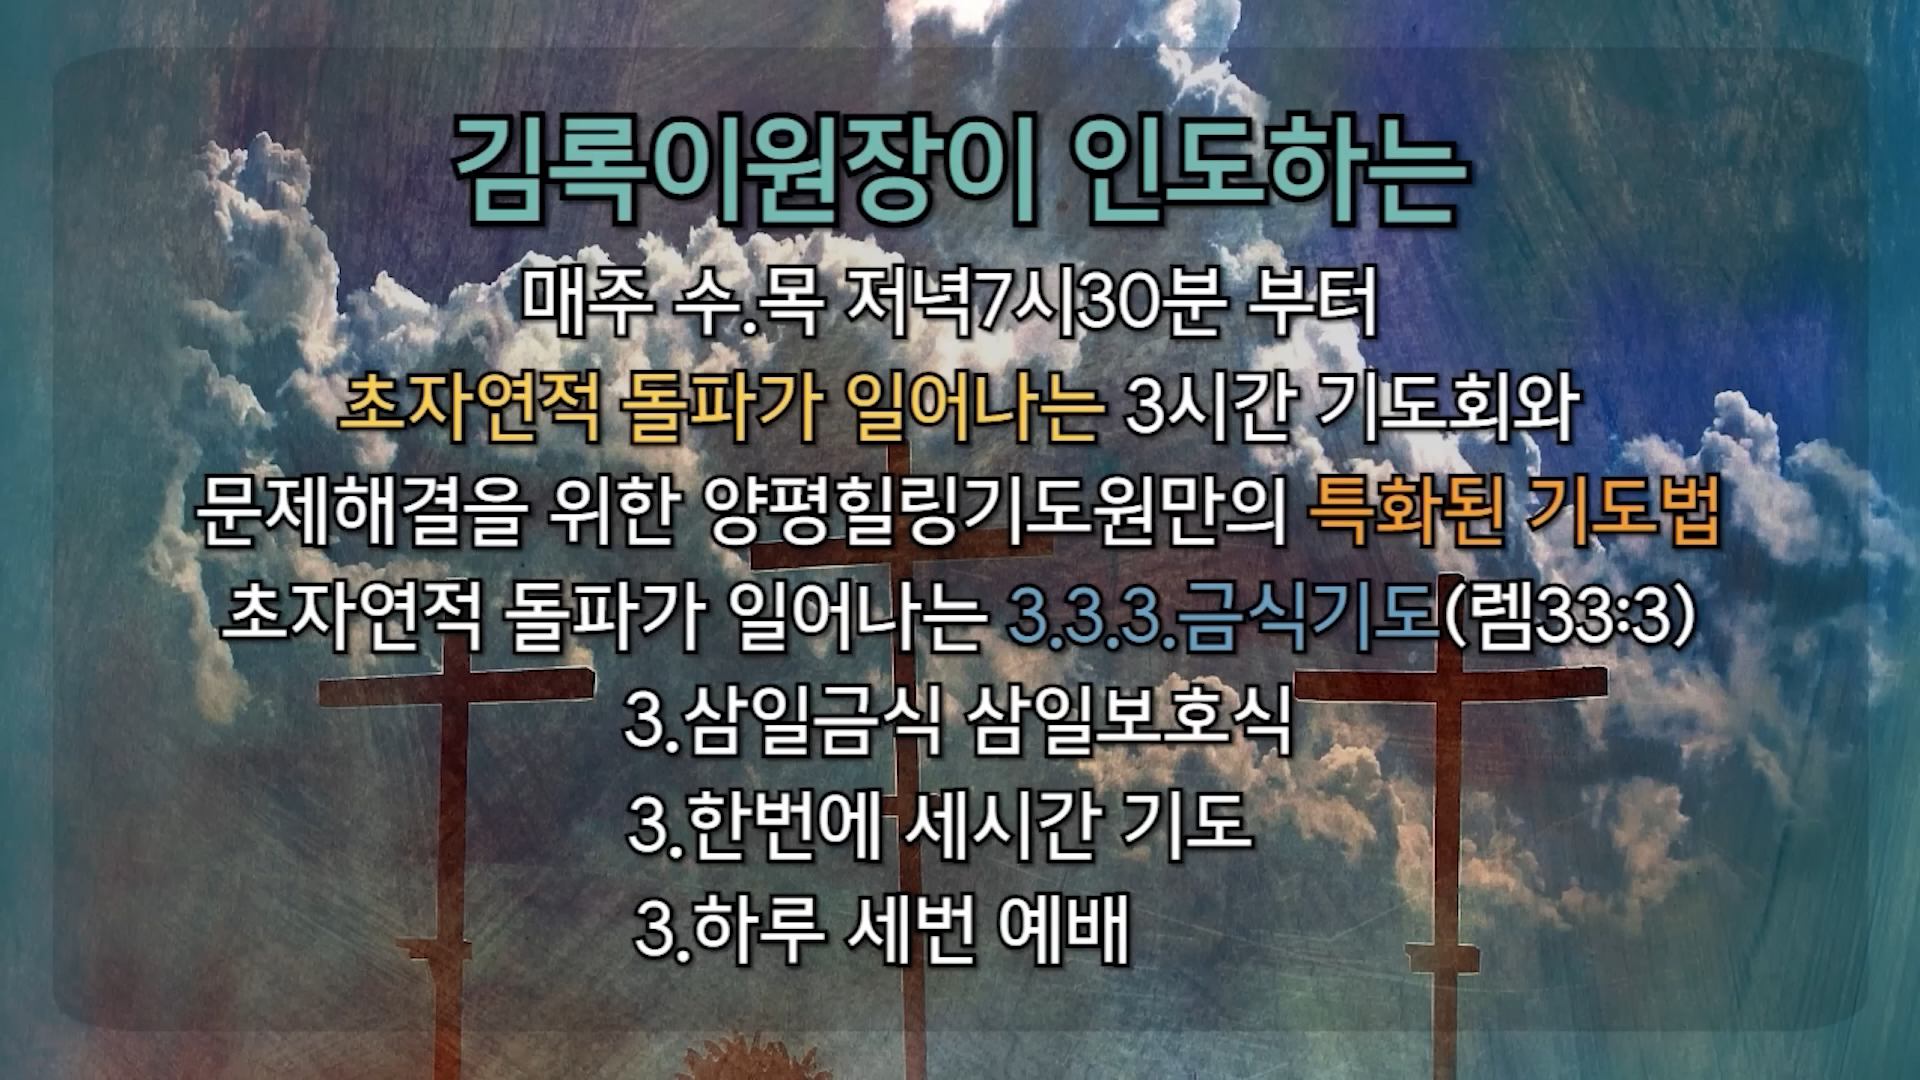 김록이원장이 인도하는
매주 수.목 저녁7시30분 부터
초자연적 돌파가 일어나는 3시간 기도회와
문제해결을 위한 양평힐링기도원만의 특화된 기도법
초자연적 돌파가 일어나는 3.3.3.금식기도(렘33:3)
3.삼일금식 삼일보호식
3.한번에 세시간 기도
3.하루 세번 예배